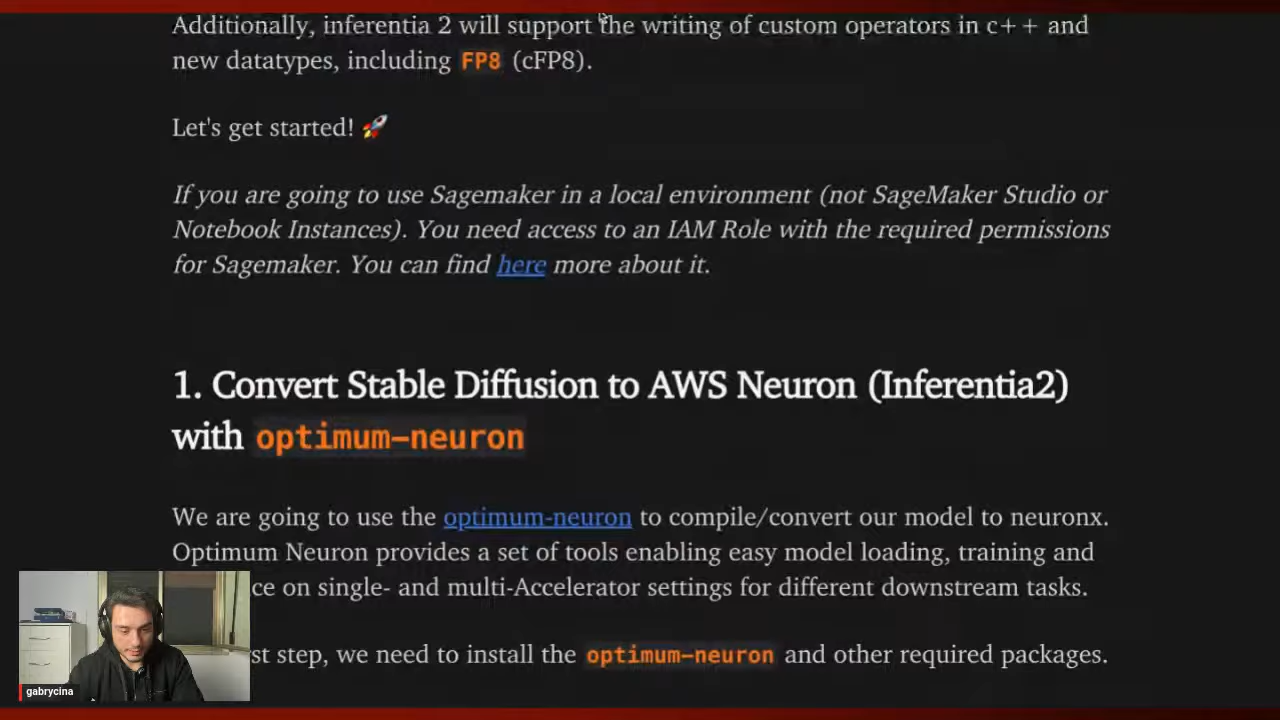 Additionally, inferentia 2 will support the writing of custom operators in c++ and
new datatypes, including FP8 (cFP8).
Let's get started! 🚀
If you are going to use Sagemaker in a local environment (not SageMaker Studio or
Notebook Instances). You need access to an IAM Role with the required permissions
for Sagemaker. You can find here more about it.
1. Convert Stable Diffusion to AWS Neuron (Inferentia2)
with optimum-neuron
We are going to use the optimum-neuron to compile/convert our model to neuronx.
Optimum Neuron provides a set of tools enabling easy model loading, training and
ce on single- and multi-Accelerator settings for different downstream tasks.
st step, we need to install the optimum-neuron and other required packages.
gabrycina